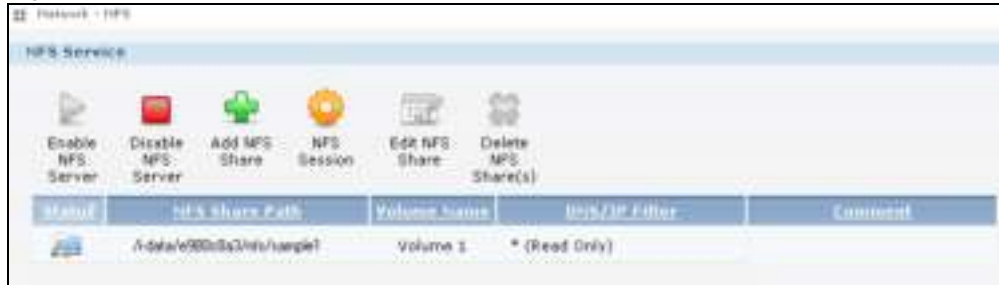 Network - NFS
NFS Service
Enable NFS Server
Disable NFS Server
Add NFS Share
NFS Session
Edit NFS Share
Delete NFS Share(s)
Status NFS Share Path Volume Name DNS/IP Filter Comment
Volume 1 * (Read Only)